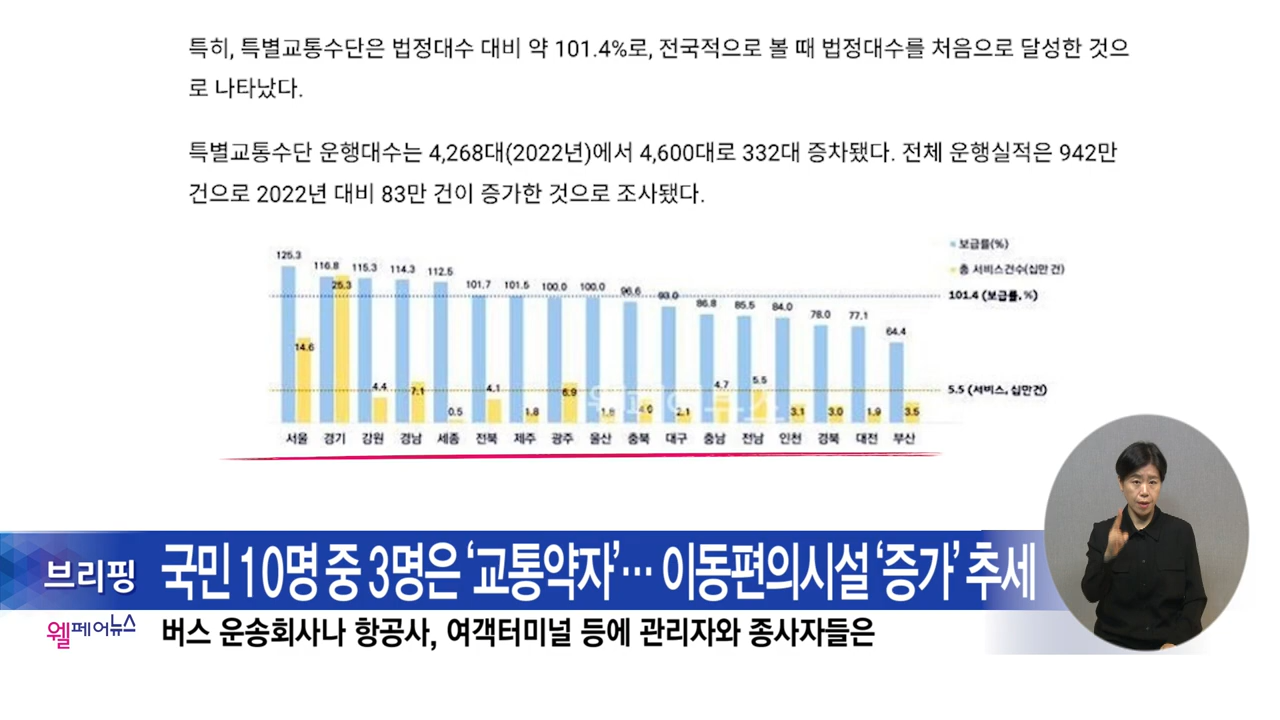 특히, 특별교통수단은 법정대수 대비 약 101.4%로, 전국적으로 볼 때 법정대수를 처음으로 달성한 것으
로 나타났다.
특별교통수단 운행대수는 4,268대(2022년)에서 4,600대로 332대 증차됐다. 전체 운행실적은 942만
건으로 2022년 대비 83만 건이 증가한 것으로 조사됐다.
보급률(%)
총 서비스건수(십만 건)
125.3 116.8 115.3 114.3 112.5 101.7 101.5 100.0 100.0 96.6 93.0 86.8 85.5 84.0 78.0 77.1 64.4
101.4 (보급률, %)
14.6 25.3 4.4 7.1 0.5 4.1 1.8 6.9 1.8 4.0 2.1 4.7 5.5 3.1 3.0 1.9 3.5
5.5 (서비스, 십만건)
웰페어뉴스
서울 경기 강원 경남 세종 전북 제주 광주 울산 충북 대구 충남 전남 인천 경북 대전 부산
브리핑 국민 10명 중 3명은 ‘교통약자’… 이동편의시설 ‘증가’ 추세
웰페어뉴스 버스 운송회사나 항공사, 여객터미널 등에 관리자와 종사자들은